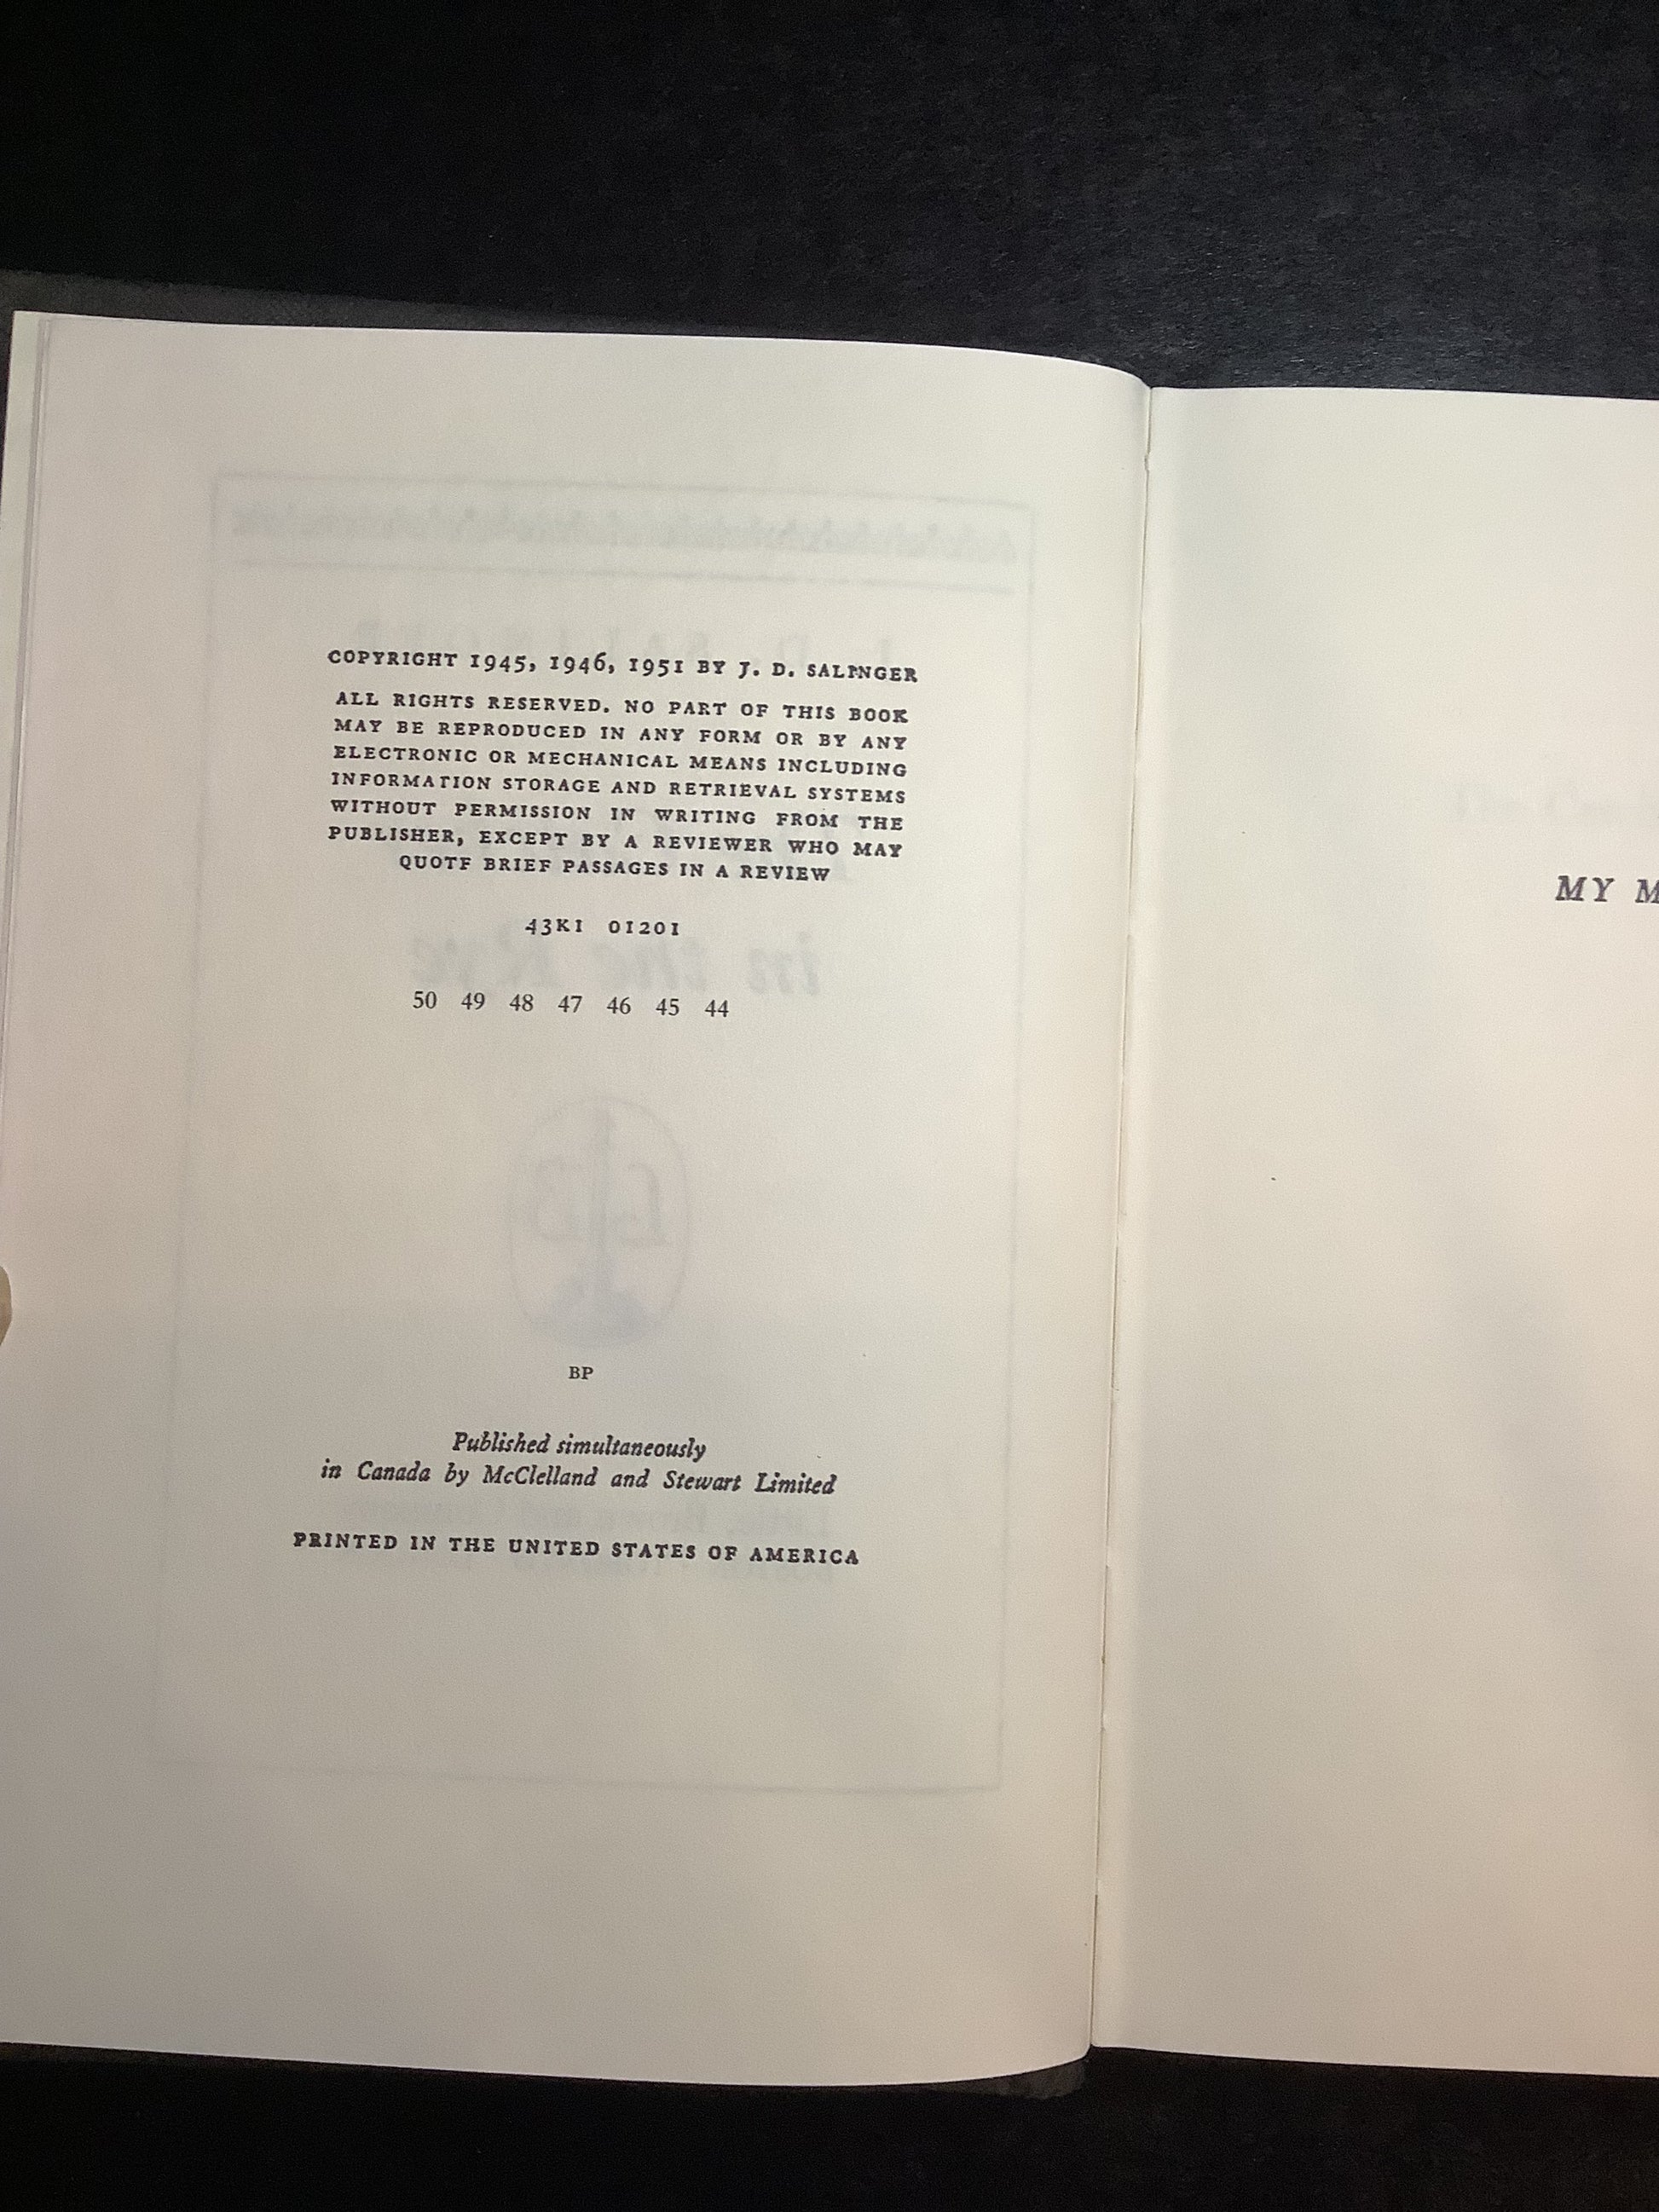 COPYRIGHT 1945, 1946, 1951 BY J. D. SALINGER
ALL RIGHTS RESERVED. NO PART OF THIS BOOK
MAY BE REPRODUCED IN ANY FORM OR BY ANY
ELECTRONIC OR MECHANICAL MEANS INCLUDING
INFORMATION STORAGE AND RETRIEVAL SYSTEMS
WITHOUT PERMISSION IN WRITING FROM THE
PUBLISHER, EXCEPT BY A REVIEWER WHO MAY
QUOTE BRIEF PASSAGES IN A REVIEW
43K1 01201
50 49 48 47 46 45 44
BP
Published simultaneously
in Canada by McClelland and Stewart Limited
PRINTED IN THE UNITED STATES OF AMERICA
MY M